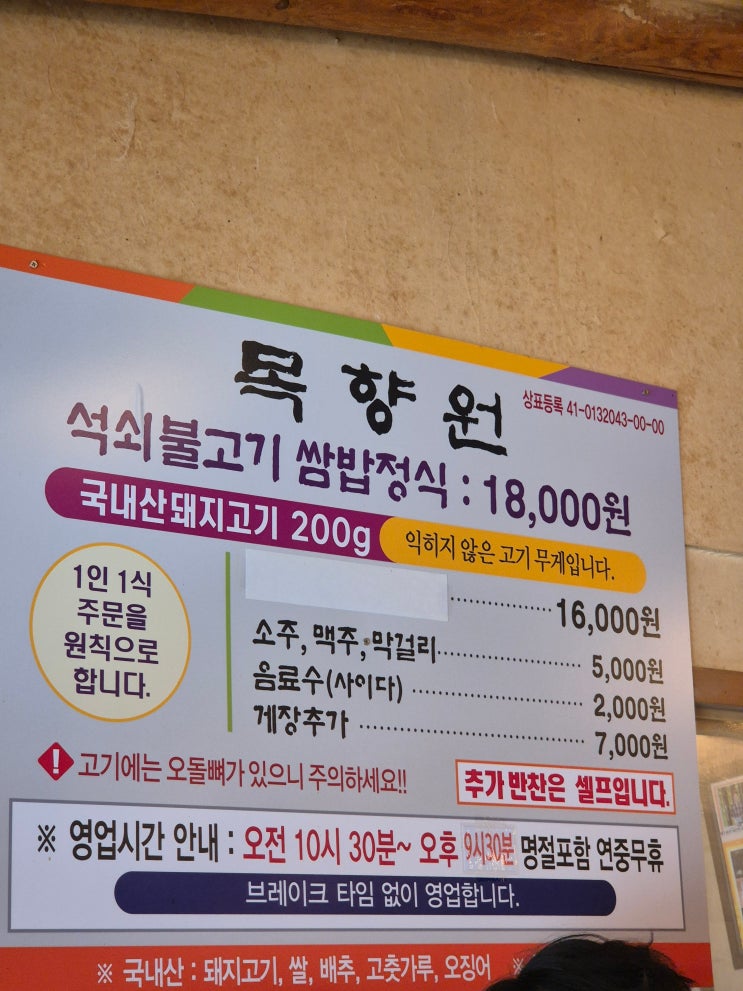 목향원
상표등록 41-0132043-00-00
석쇠불고기 쌈밥정식 : 18,000원
국내산돼지고기 200g 익히지 않은 고기 무게입니다.
1인 1식
주문을
원칙으로
합니다.
16,000원
소주, 맥주, 막걸리 5,000원
음료수(사이다) 2,000원
게장추가 7,000원
! 고기에는 오돌뼈가 있으니 주의하세요!!
추가반찬은 셀프입니다.
※ 영업시간 안내 : 오전 10시 30분~ 오후 9시30분 명절포함 연중무휴
브레이크 타임 없이 영업합니다.
※ 국내산 : 돼지고기, 쌀, 배추, 고춧가루, 오징어 ※